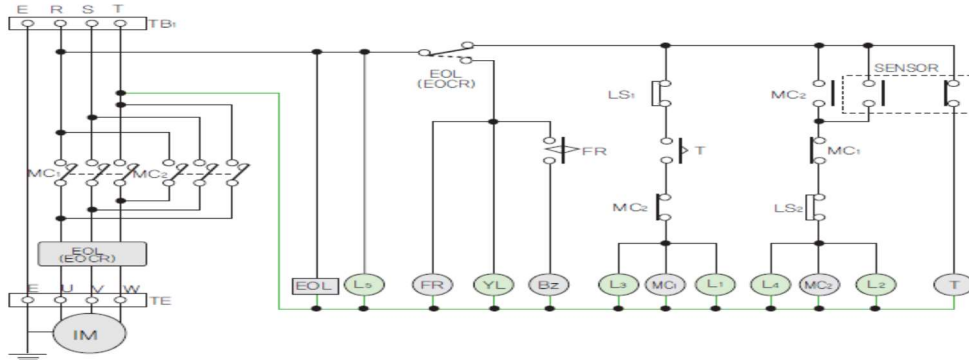 E R S T
TB₁
EOL
(EOCR)
SENSOR
LS₁
MC₂
FR
T
MC₁
MC₁ MC₂
MC₂
LS₂
EOL
(EOCR)
EOL L₅ FR YL Bz L₃ MC₁ L₁ L₄ MC₂ L₂ T
E U V W
TE
IM